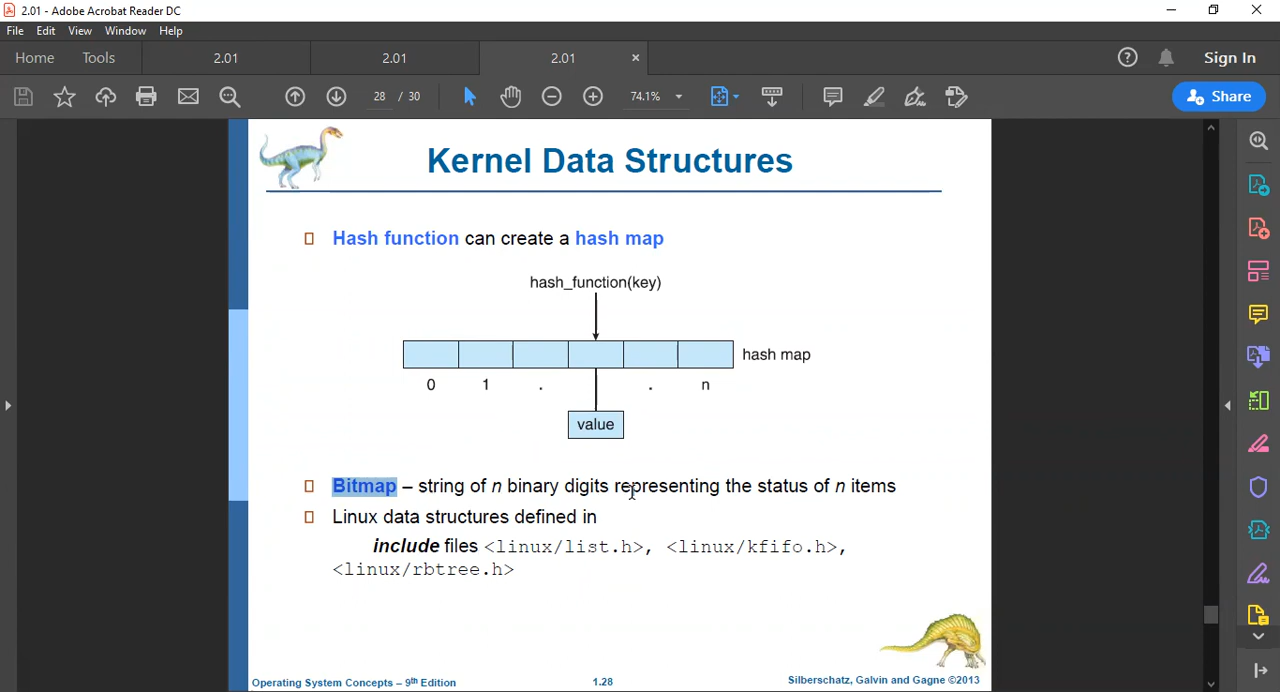 2.01 - Adobe Acrobat Reader DC
File Edit View Window Help
Home Tools 2.01 2.01 2.01 Sign In
28 / 30 74.1% Share
Kernel Data Structures
Hash function can create a hash map
hash_function(key)
hash map
0 1 . . n
value
Bitmap – string of n binary digits representing the status of n items
Linux data structures defined in
include files <linux/list.h>, <linux/kfifo.h>,
<linux/rbtree.h>
Operating System Concepts – 9th Edition 1.28 Silberschatz, Galvin and Gagne ©2013